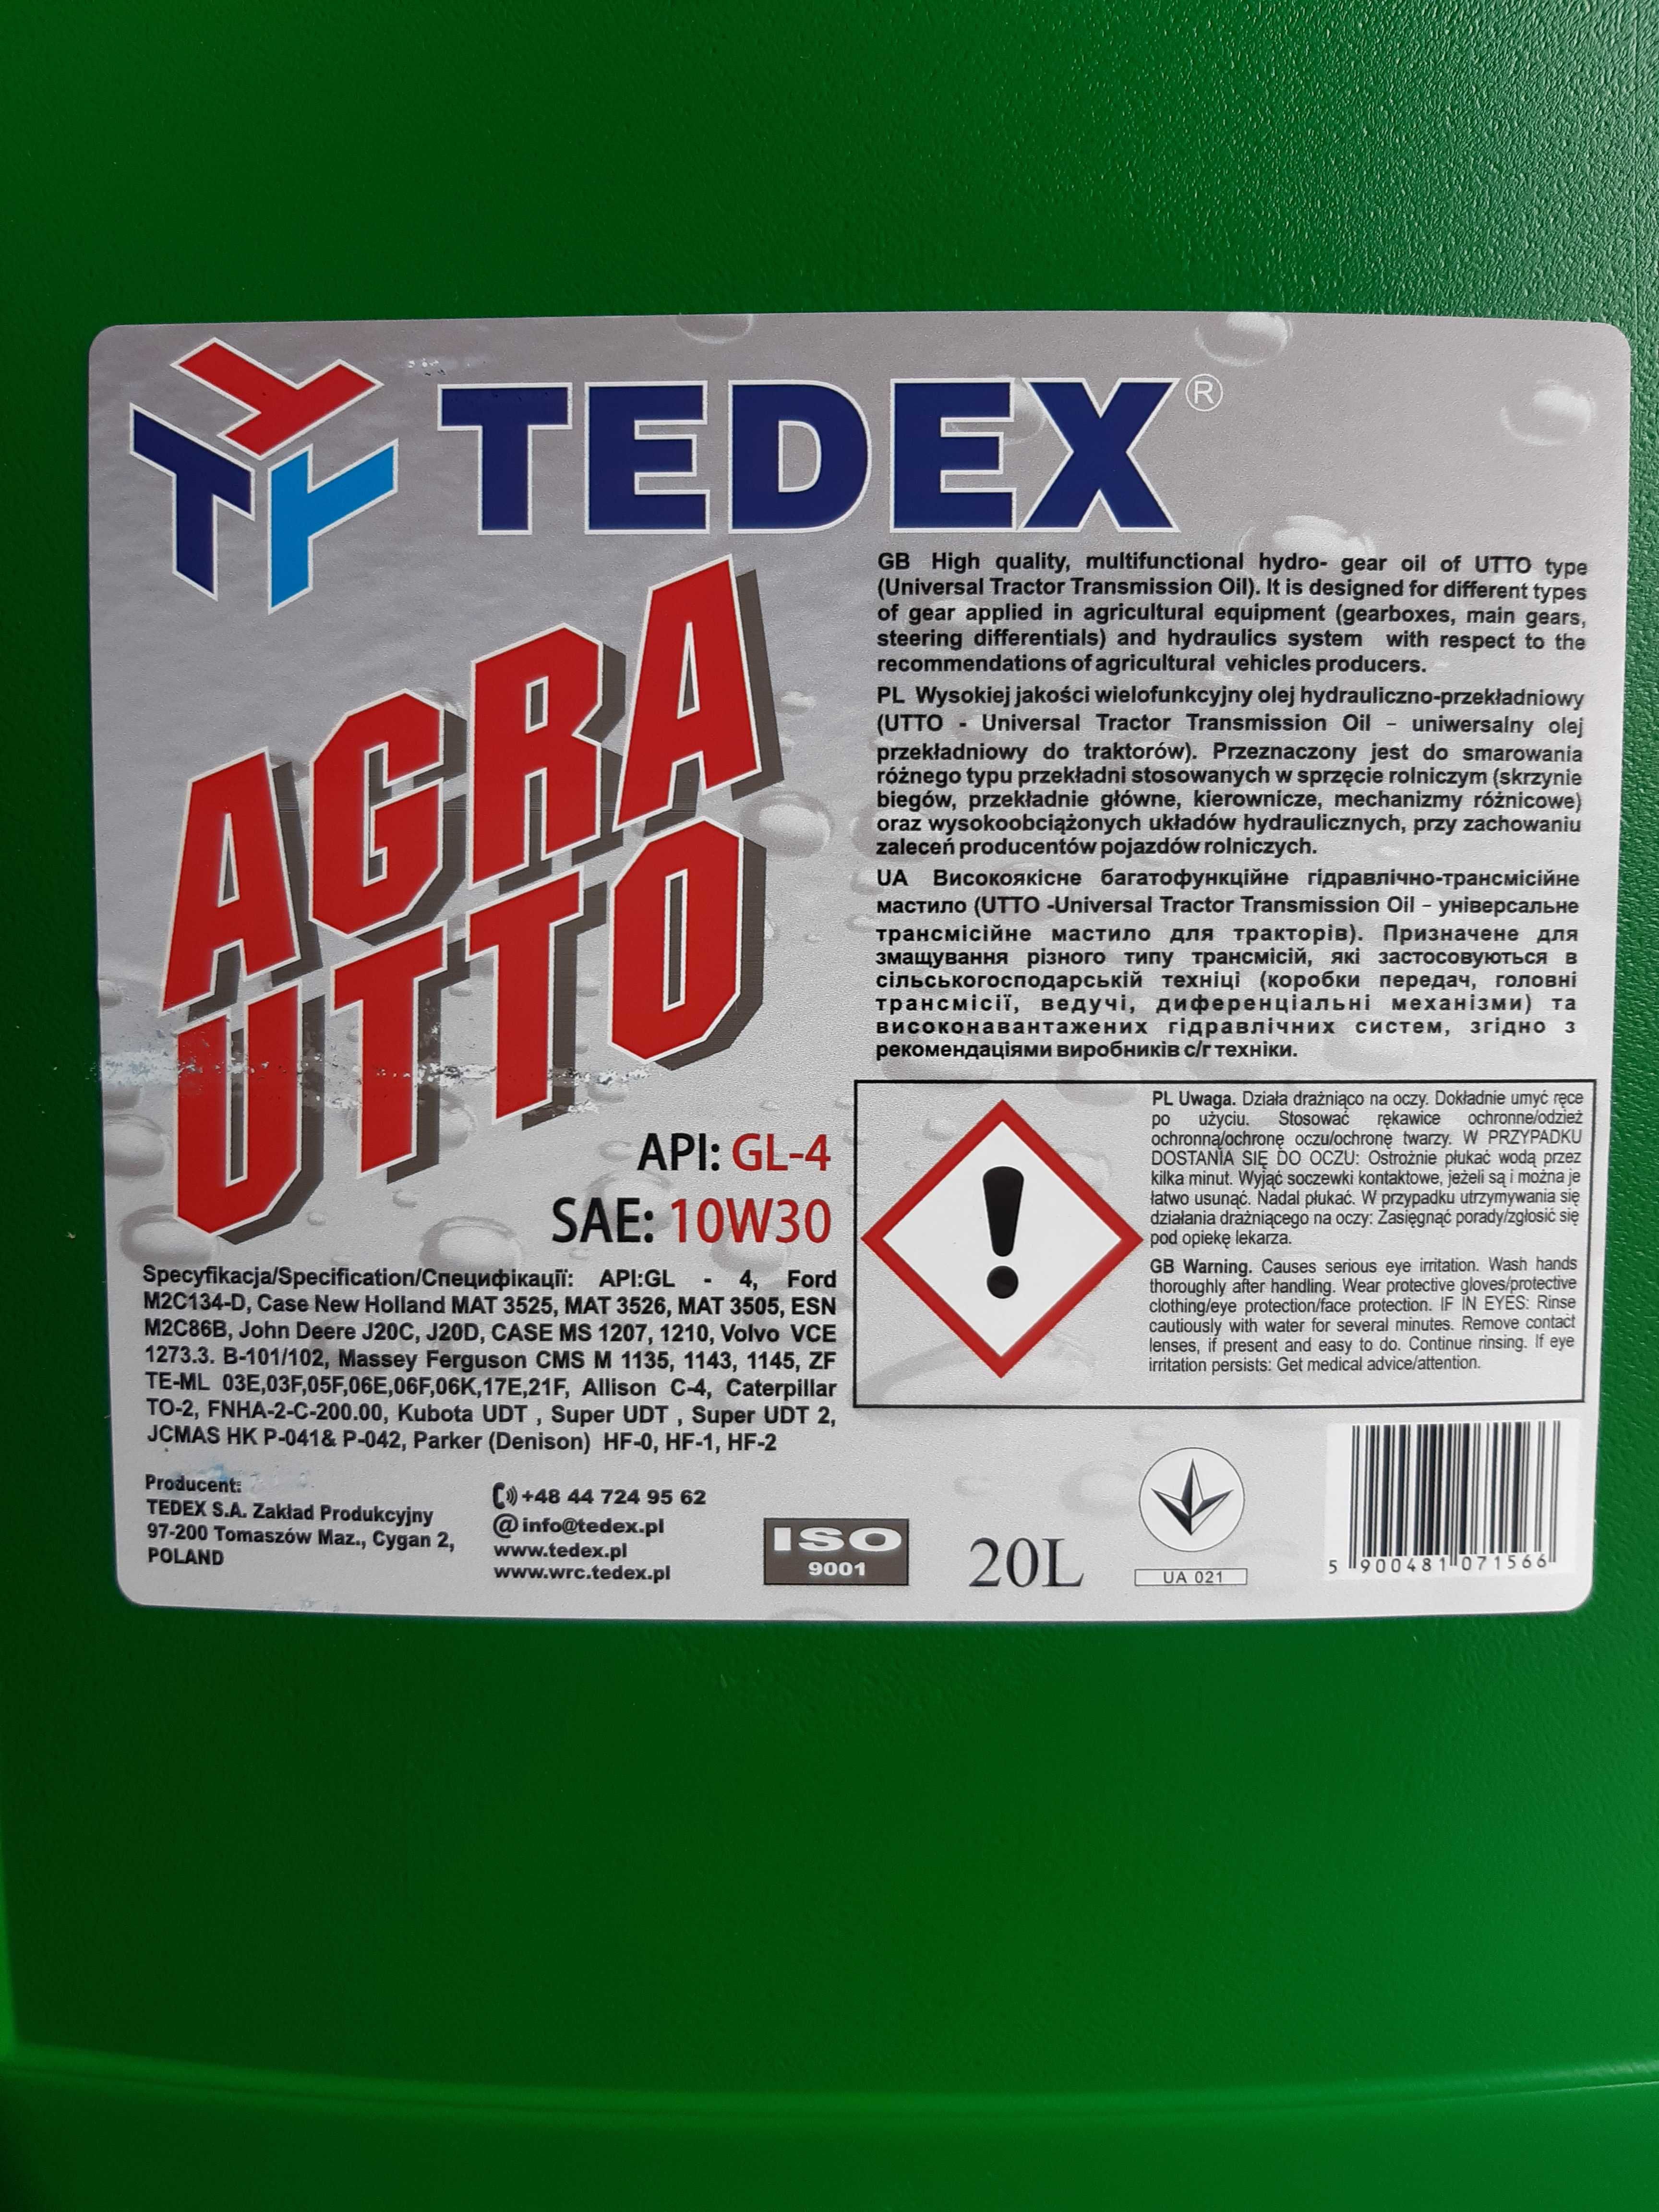 TEDEX®
AGRA
UTTO
API: GL-4
SAE: 10W30
GB High quality, multifunctional hydro- gear oil of UTTO type
(Universal Tractor Transmission Oil). It is designed for different types
of gear applied in agricultural equipment (gearboxes, main gears,
steering differentials) and hydraulics system with respect to the
recommendations of agricultural vehicles producers.
PL Wysokiej jakości wielofunkcyjny olej hydrauliczno-przekładniowy
(UTTO - Universal Tractor Transmission Oil – uniwersalny olej
przekładniowy do traktorów). Przeznaczony jest do smarowania
różnego typu przekładni stosowanych w sprzęcie rolniczym (skrzynie
biegów, przekładnie główne, kierownicze, mechanizmy różnicowe)
oraz wysokoobciążonych układów hydraulicznych, przy zachowaniu
zaleceń producentów pojazdów rolniczych.
UA Високоякісне багатофункційне гідравлічно-трансмісійне
мастило (UTTO -Universal Tractor Transmission Oil – універсальне
трансмісійне мастило для тракторів). Призначене для
змащування різного типу трансмісій, які застосовуються в
сільськогосподарській техніці (коробки передач, головні
трансмісії, ведучі, диференціальні механізми) та
високонавантажених гідравлічних систем, згідно з
рекомендаціями виробників с/г техніки.
Specyfikacja/Specification/Специфікації: API:GL - 4, Ford
M2C134-D, Case New Holland MAT 3525, MAT 3526, MAT 3505, ESN
M2C86B, John Deere J20C, J20D, CASE MS 1207, 1210, Volvo VCE
1273.3. B-101/102, Massey Ferguson CMS M 1135, 1143, 1145, ZF
TE-ML 03E,03F,05F,06E,06F,06K,17E,21F, Allison C-4, Caterpillar
TO-2, FNHA-2-C-200.00, Kubota UDT , Super UDT , Super UDT 2,
JCMAS HK P-041& P-042, Parker (Denison) HF-0, HF-1, HF-2
PL Uwaga. Działa drażniąco na oczy. Dokładnie umyć ręce
po użyciu. Stosować rękawice ochronne/odzież
ochronną/ochronę oczu/ochronę twarzy. W PRZYPADKU
DOSTANIA SIĘ DO OCZU: Ostrożnie płukać wodą przez
kilka minut. Wyjąć soczewki kontaktowe, jeżeli są i można je
łatwo usunąć. Nadal płukać. W przypadku utrzymywania się
działania drażniącego na oczy: Zasięgnąć porady/zgłosić się
pod opiekę lekarza.
GB Warning. Causes serious eye irritation. Wash hands
thoroughly after handling. Wear protective gloves/protective
clothing/eye protection/face protection. IF IN EYES: Rinse
cautiously with water for several minutes. Remove contact
lenses, if present and easy to do. Continue rinsing. If eye
irritation persists: Get medical advice/attention.
Producent:
TEDEX S.A. Zakład Produkcyjny
97-200 Tomaszów Maz., Cygan 2,
POLAND
+48 44 724 95 62
@ info@tedex.pl
www.tedex.pl
www.wrc.tedex.pl
ISO
9001
20L
UA 021
5 900481 071566